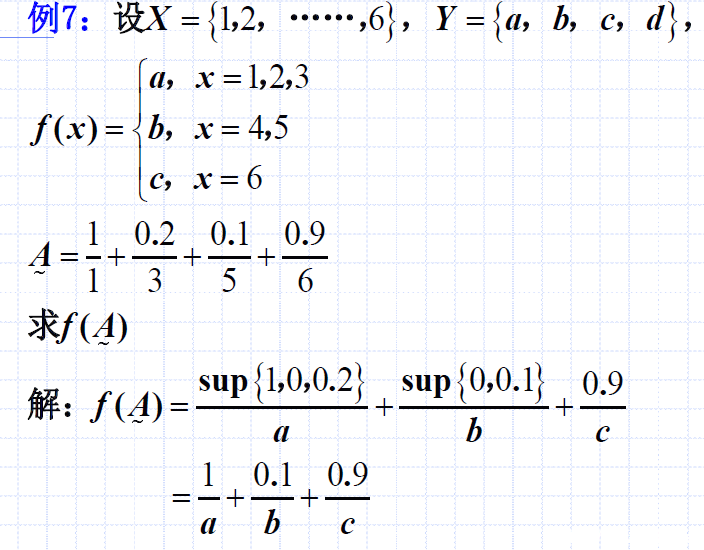 例7：设X = {1,2，……,6}，Y = {a，b，c，d}，
f(x) = { a，x = 1,2,3
b，x = 4,5
c，x = 6
A̰ = 1/1 + 0.2/3 + 0.1/5 + 0.9/6
求f(A̰)
解：f(A̰) = sup{1,0,0.2}/a + sup{0,0.1}/b + 0.9/c
= 1/a + 0.1/b + 0.9/c